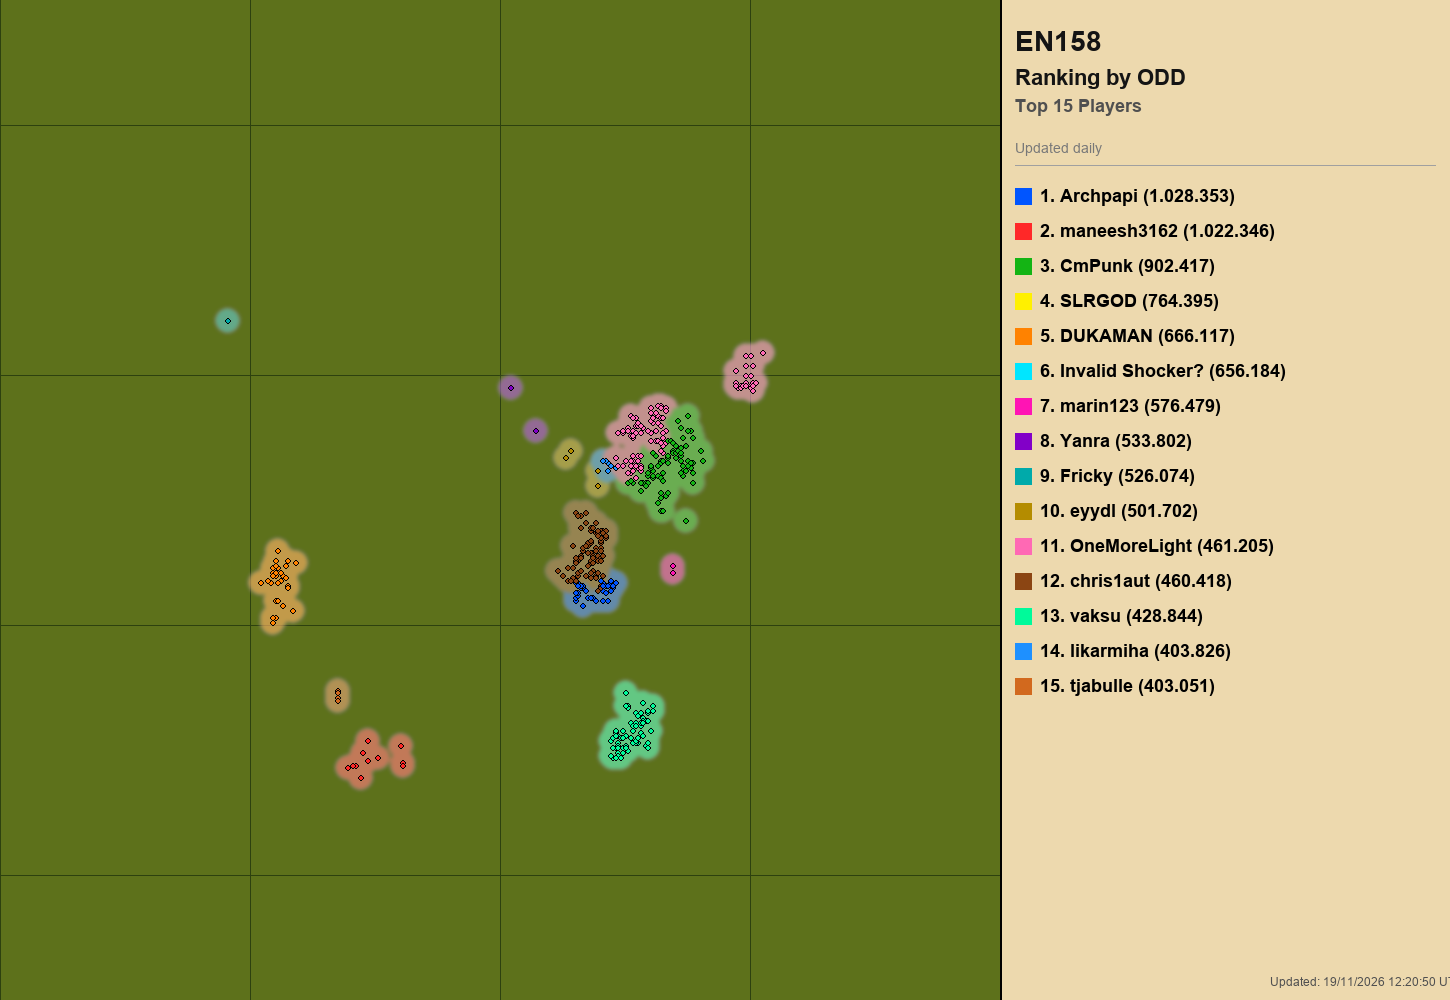 EN158
Ranking by ODD
Top 15 Players
Updated daily
1. Archpapi (1.028.353)
2. maneesh3162 (1.022.346)
3. CmPunk (902.417)
4. SLRGOD (764.395)
5. DUKAMAN (666.117)
6. Invalid Shocker? (656.184)
7. marin123 (576.479)
8. Yanra (533.802)
9. Fricky (526.074)
10. eyydl (501.702)
11. OneMoreLight (461.205)
12. chris1aut (460.418)
13. vaksu (428.844)
14. likarmiha (403.826)
15. tjabulle (403.051)
Updated: 19/11/2026 12:20:50